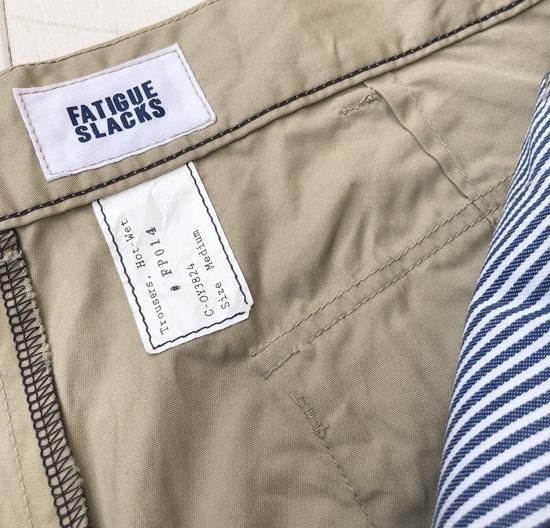 FATIGUE
SLACKS
Trousers, Hot-Wet
# FP014
C-OY3824
Size Medium